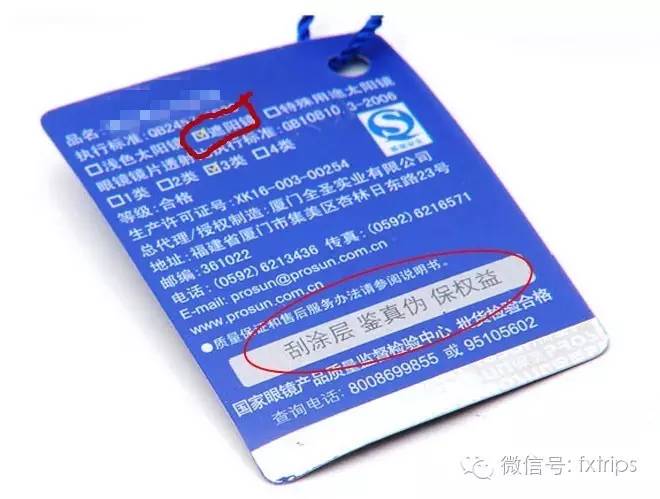 品名:
执行标准: QB24
□浅色太阳镜 ☑遮阳镜 □特殊用途太阳镜
眼镜镜片透射 执行标准: GB10810.3-2006
□1类 □2类 ☑3类 □4类
等级: 合格
生产许可证号: XK16-003-00254
总代理/授权制造: 厦门全圣实业有限公司
地址: 福建省厦门市集美区杏林日东路23号
邮编: 361022
电话: (0592) 6213436 传真: (0592) 6216571
E-mail: prosun@prosun.com.cn
www.prosun.com.cn
●质量保证和售后服务办法请参阅说明书。
刮涂层 鉴真伪 保权益
国家眼镜产品质量监督检验中心 批货检验合格
查询电话: 8008699855 或 95105602
微信号: fxtrips